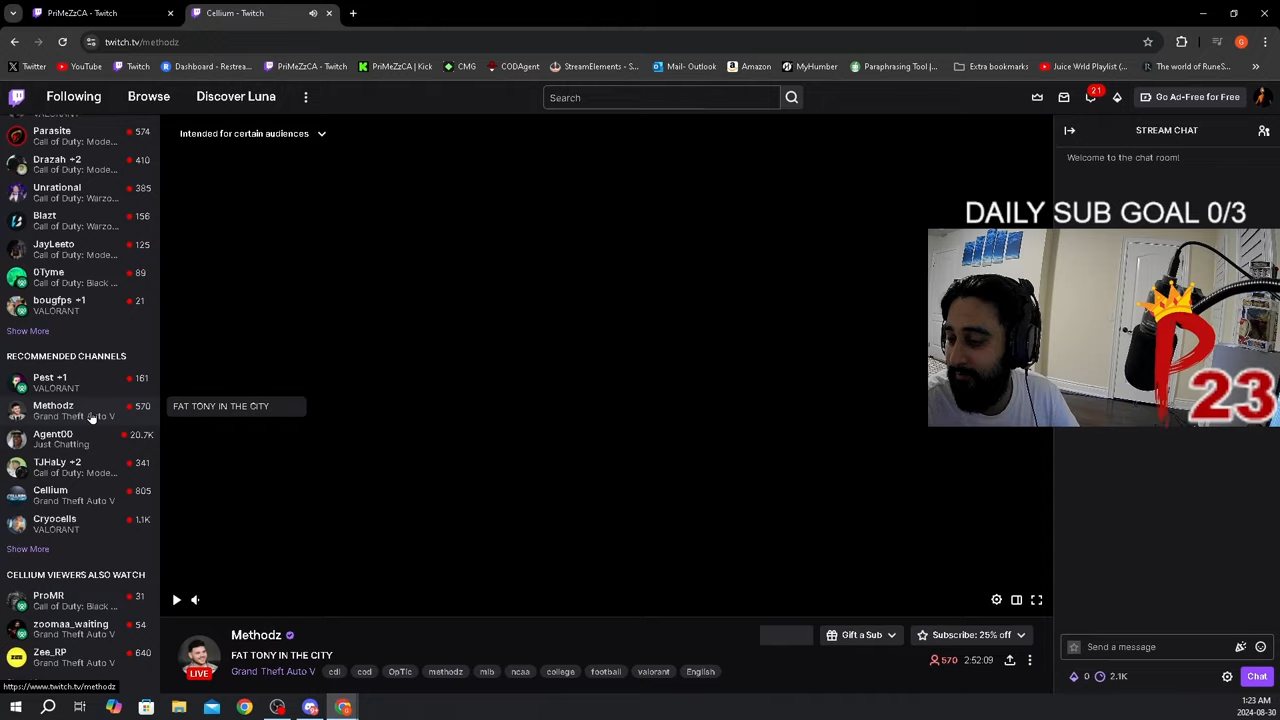 PriMeZzCA - Twitch
Cellium - Twitch
twitch.tv/methodz
Twitter
YouTube
Twitch
Dashboard - Restrea...
PriMeZzCA - Twitch
PriMeZzCA | Kick
CMG
CODAgent
StreamElements - S...
Mail- Outlook
Amazon
MyHumber
Paraphrasing Tool |...
Extra bookmarks
Juice Wrld Playlist (...
The world of RuneS...
Following
Browse
Discover Luna
Search
21
Go Ad-Free for Free
VALORANT
Parasite 574
Call of Duty: Mode...
Drazah +2 410
Call of Duty: Mode...
Unrational 385
Call of Duty: Warzo...
Blazt 156
Call of Duty: Warzo...
JayLeeto 125
Call of Duty: Mode...
0Tyme 89
Call of Duty: Black ...
bougfps +1 21
VALORANT
Show More
RECOMMENDED CHANNELS
Pest +1 161
VALORANT
Methodz 570
Grand Theft Auto V
Agent00 20.7K
Just Chatting
TJHaLy +2 341
Call of Duty: Mode...
Cellium 805
Grand Theft Auto V
Cryocells 1.1K
VALORANT
Show More
CELLIUM VIEWERS ALSO WATCH
ProMR 31
Call of Duty: Black ...
zoomaa_waiting 54
Grand Theft Auto V
Zee_RP 640
Grand Theft Auto V
https://www.twitch.tv/methodz
Intended for certain audiences
FAT TONY IN THE CITY
STREAM CHAT
Welcome to the chat room!
DAILY SUB GOAL 0/3
P
23
Methodz
Gift a Sub
Subscribe: 25% off
FAT TONY IN THE CITY
LIVE
Grand Theft Auto V
cdl
cod
OpTic
methodz
mlb
ncaa
college
football
valorant
English
570
2:52:09
Send a message
0
2.1K
Chat
1:23 AM
2024-08-30